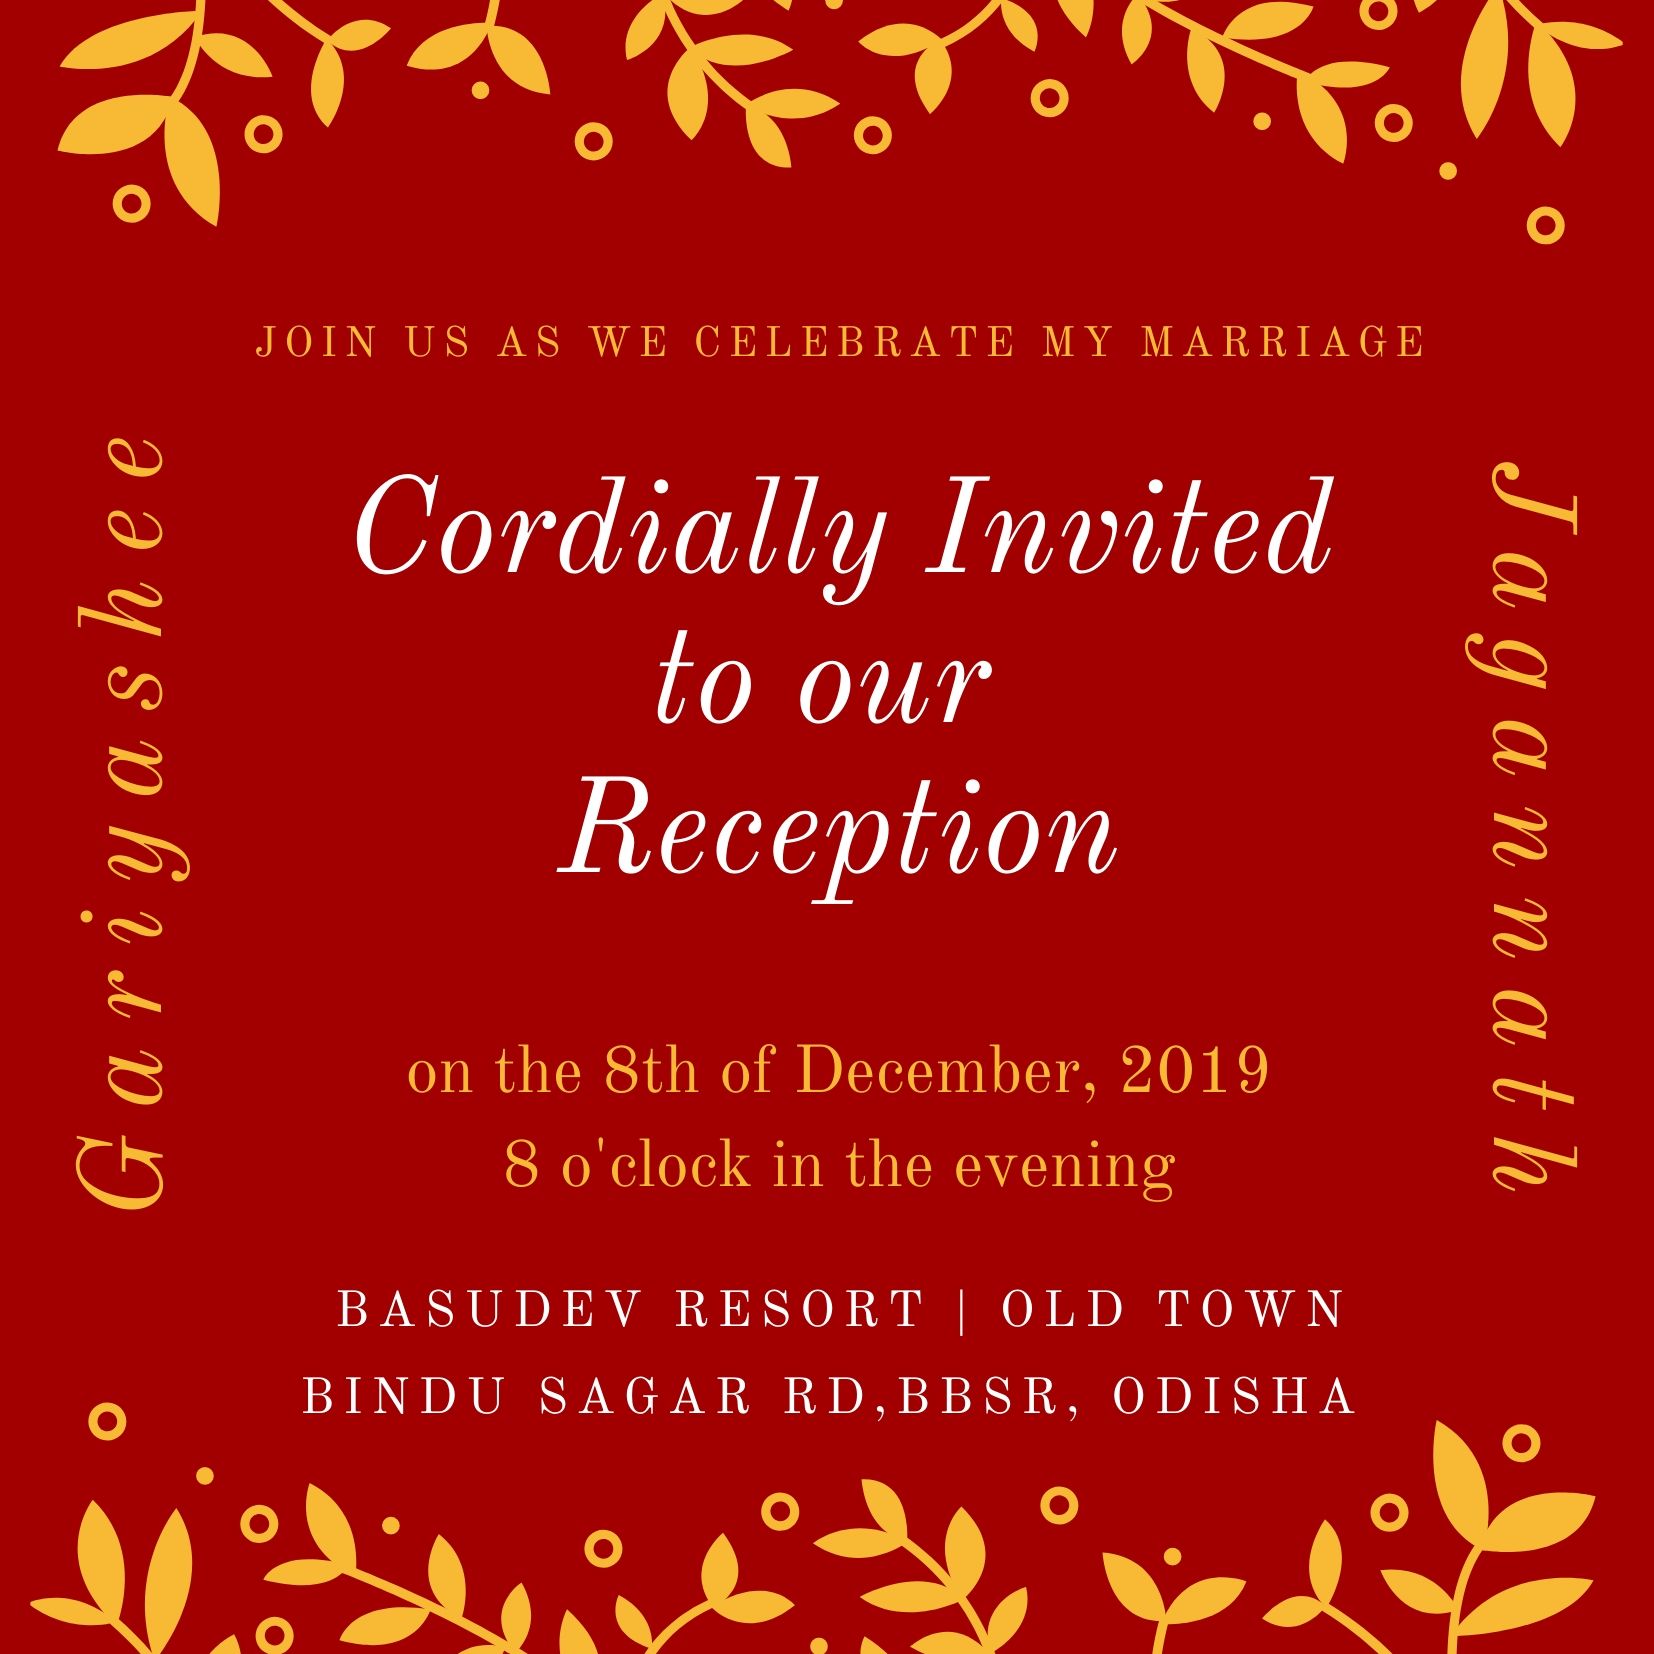 JOIN US AS WE CELEBRATE MY MARRIAGE
Gariyashee
Cordially Invited
to our
Reception
Jagannath
on the 8th of December, 2019
8 o'clock in the evening
BASUDEV RESORT | OLD TOWN
BINDU SAGAR RD,BBSR, ODISHA